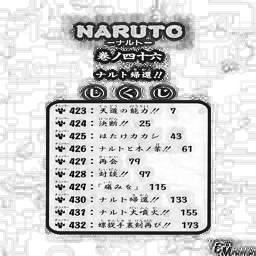 NARUTO
ーナルトー
巻ノ四十六
ナルト帰還!!
もくじ
423：天道の能力!! 7
424：決断!! 25
425：はたけカカシ 43
426：ナルトと木ノ葉!! 61
427：再会 79
428：対談!! 97
429：「痛みを」 115
430：ナルト帰還!! 133
431：ナルト大噴火!! 155
432：螺旋手裏剣再び!! 173